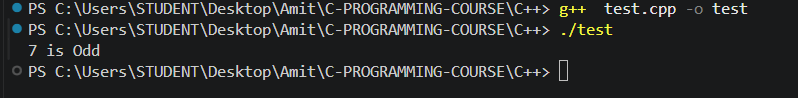 PS C:\Users\STUDENT\Desktop\Amit\C-PROGRAMMING-COURSE\C++> g++  test.cpp -o test
PS C:\Users\STUDENT\Desktop\Amit\C-PROGRAMMING-COURSE\C++> ./test
7 is Odd
PS C:\Users\STUDENT\Desktop\Amit\C-PROGRAMMING-COURSE\C++>